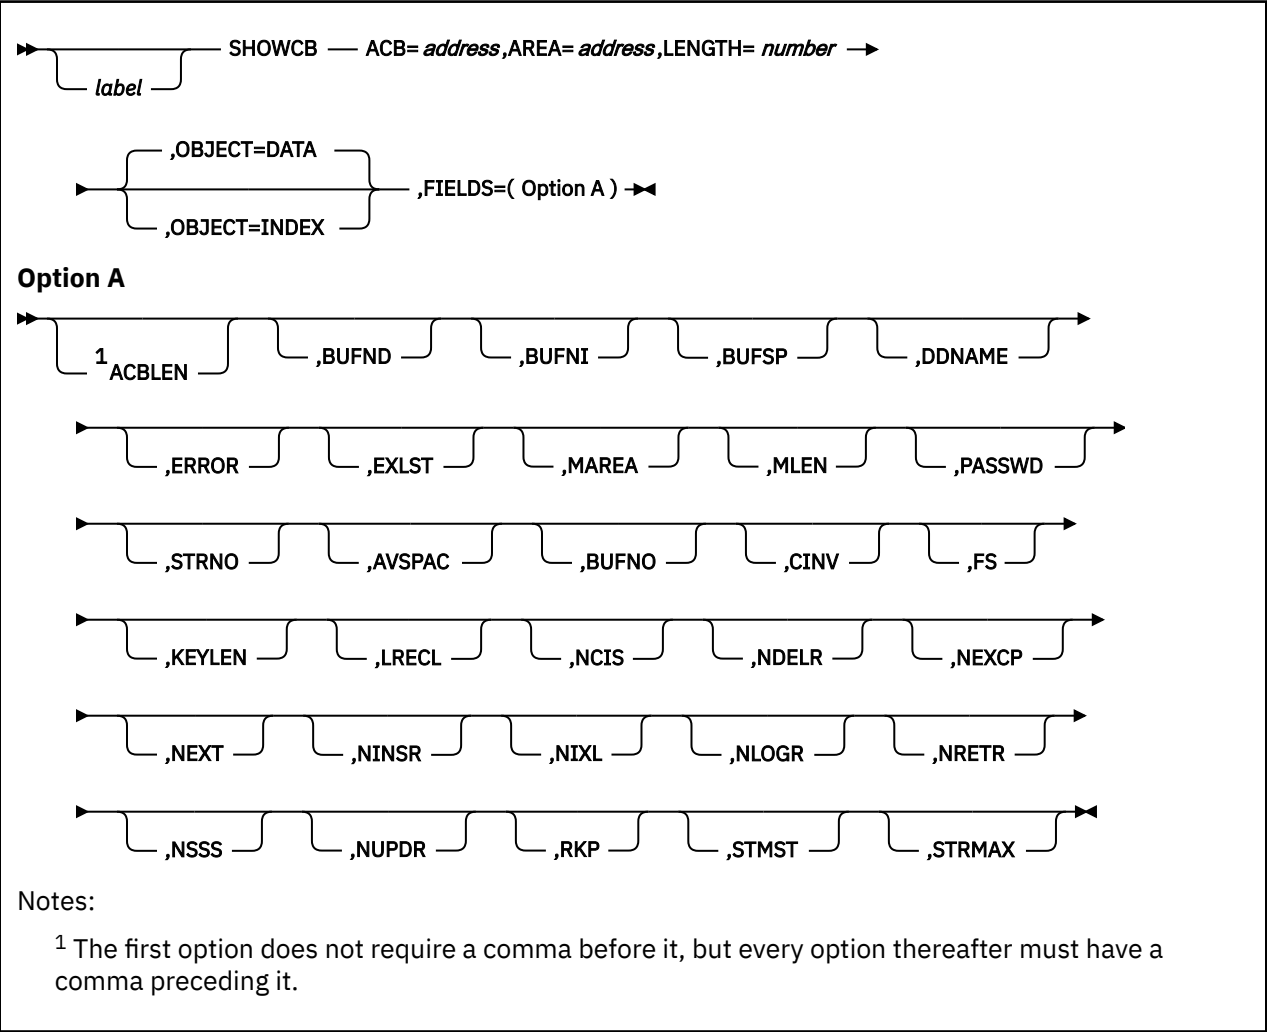 SHOWCB ACB= address,AREA= address,LENGTH= number
label
,OBJECT=DATA
,FIELDS=( Option A )
,OBJECT=INDEX
Option A
1 ACBLEN ,BUFND ,BUFNI ,BUFSP ,DDNAME
,ERROR ,EXLST ,MAREA ,MLEN ,PASSWD
,STRNO ,AVSPAC ,BUFNO ,CINV ,FS
,KEYLEN ,LRECL ,NCIS ,NDELR ,NEXCP
,NEXT ,NINSR ,NIXL ,NLOGR ,NRETR
,NSSS ,NUPDR ,RKP ,STMST ,STRMAX
Notes:
1 The first option does not require a comma before it, but every option thereafter must have a
comma preceding it.